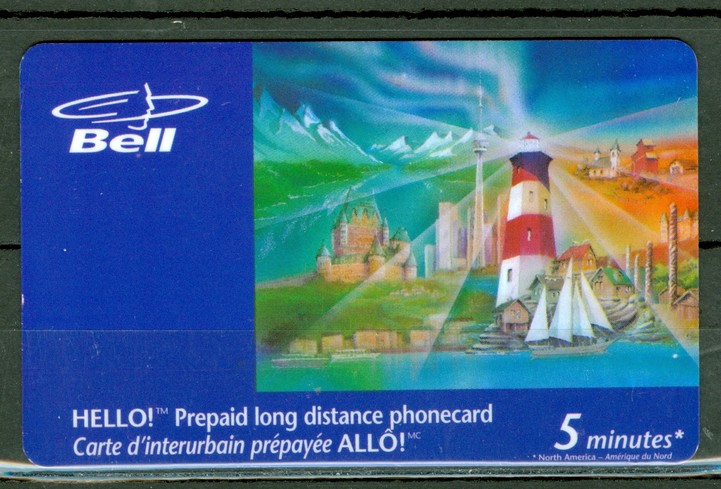 Bell
HELLO!™ Prepaid long distance phonecard
Carte d'interurbain prépayée ALLÔ! MC
5 minutes*
* North America – Amérique du Nord